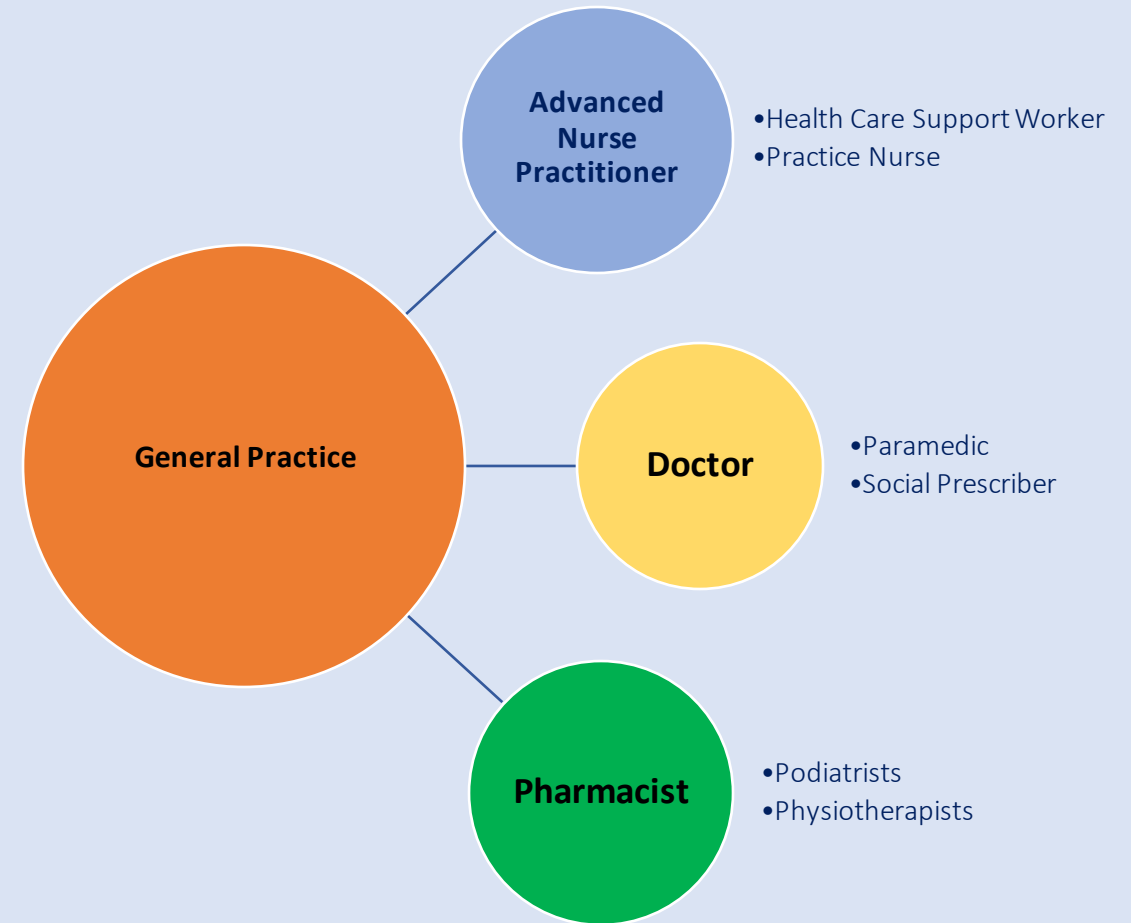 Advanced
Nurse
Practitioner
•Health Care Support Worker
•Practice Nurse
General Practice
Doctor
•Paramedic
•Social Prescriber
Pharmacist
•Podiatrists
•Physiotherapists